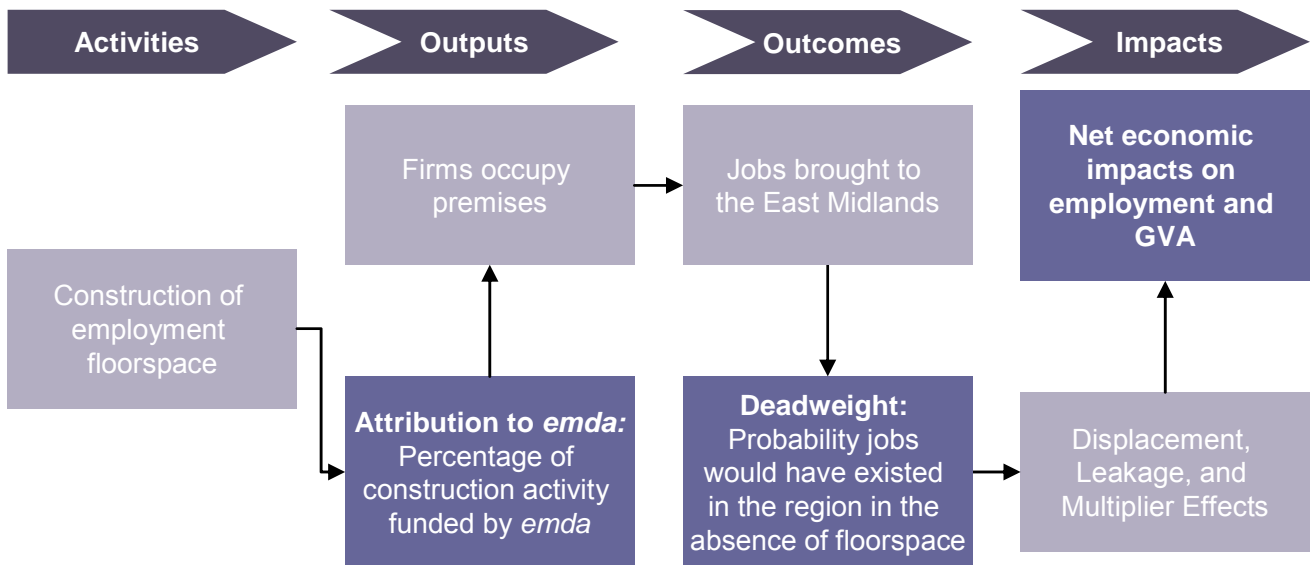 Activities
Outputs
Outcomes
Impacts
Construction of
employment
floorspace
Attribution to emda:
Percentage of
construction activity
funded by emda
Firms occupy
premises
Jobs brought to
the East Midlands
Deadweight:
Probability jobs
would have existed
in the region in the
absence of floorspace
Displacement,
Leakage, and
Multiplier Effects
Net economic
impacts on
employment and
GVA